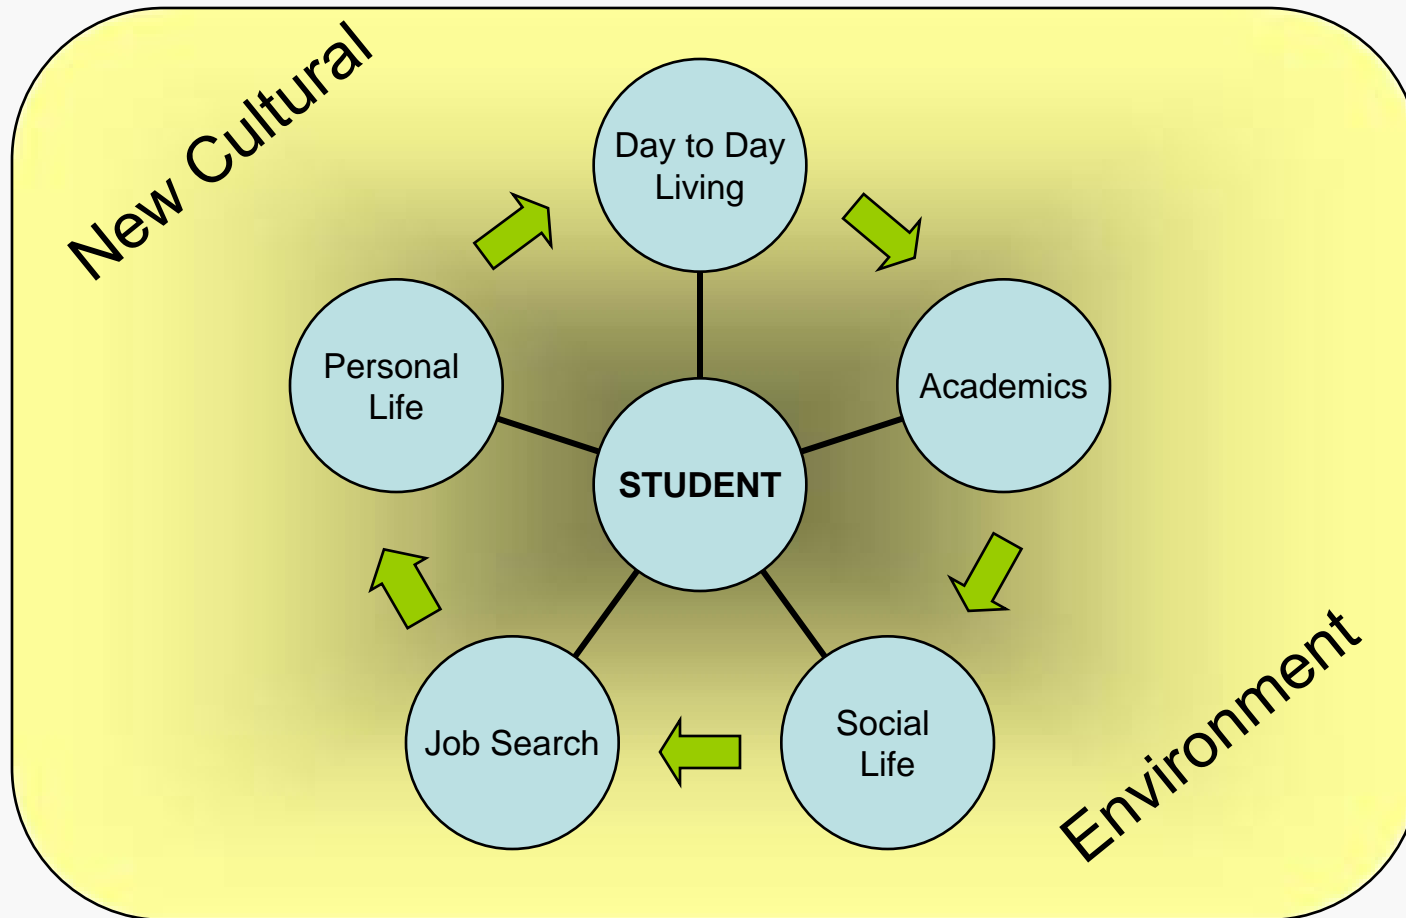 New Cultural
Day to Day
Living
Personal
Life
Academics
STUDENT
Job Search
Social
Life
Environment